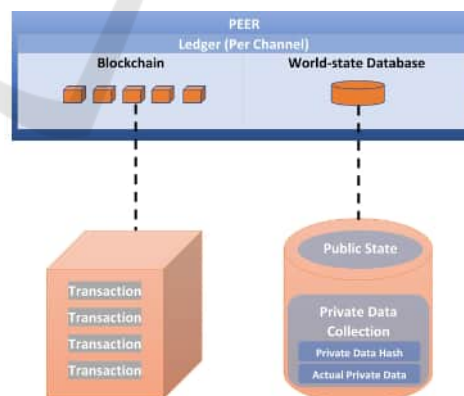 PEER
Ledger (Per Channel)
Blockchain
World-state Database
Transaction
Transaction
Transaction
Transaction
Public State
Private Data
Collection
Private Data Hash
Actual Private Data